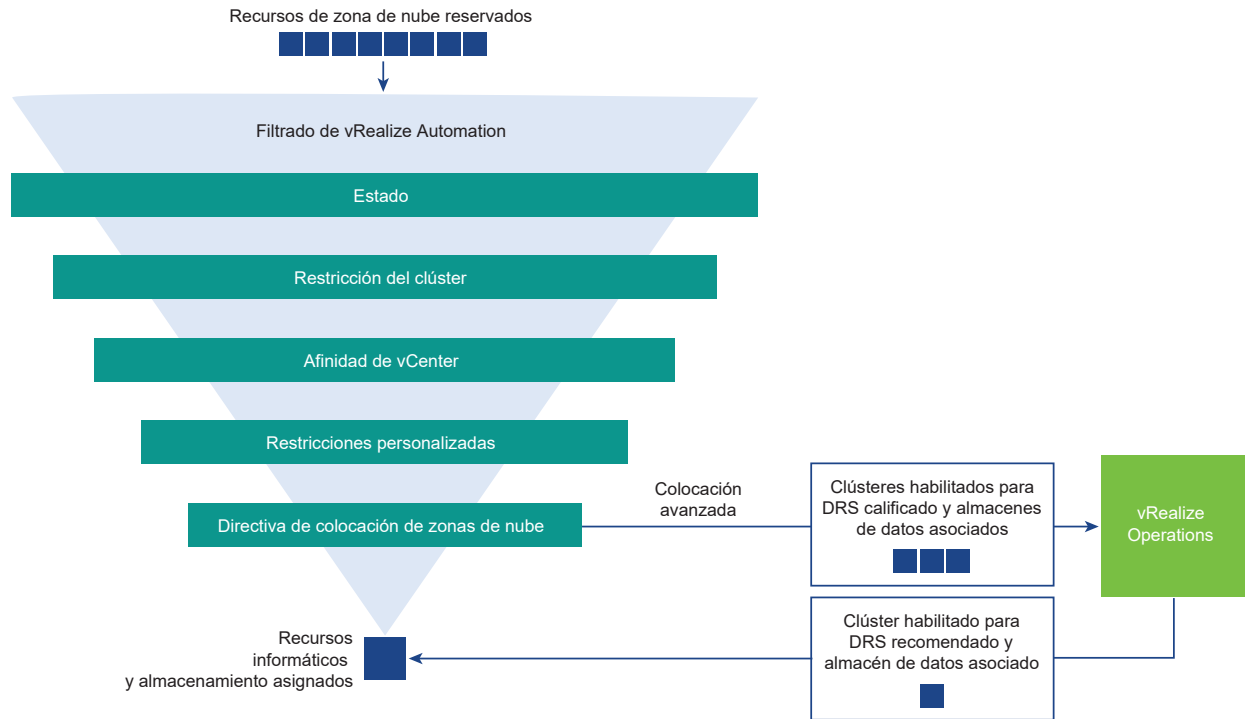 Recursos de zona de nube reservados
Filtrado de vRealize Automation
Estado
Restricción del clúster
Afinidad de vCenter
Restricciones personalizadas
Directiva de colocación de zonas de nube
Colocación
avanzada
Clústeres habilitados para
DRS calificado y almacenes
de datos asociados
vRealize
Operations
Clúster habilitado para
DRS recomendado y
almacén de datos asociado
Recursos
informáticos
y almacenamiento asignados